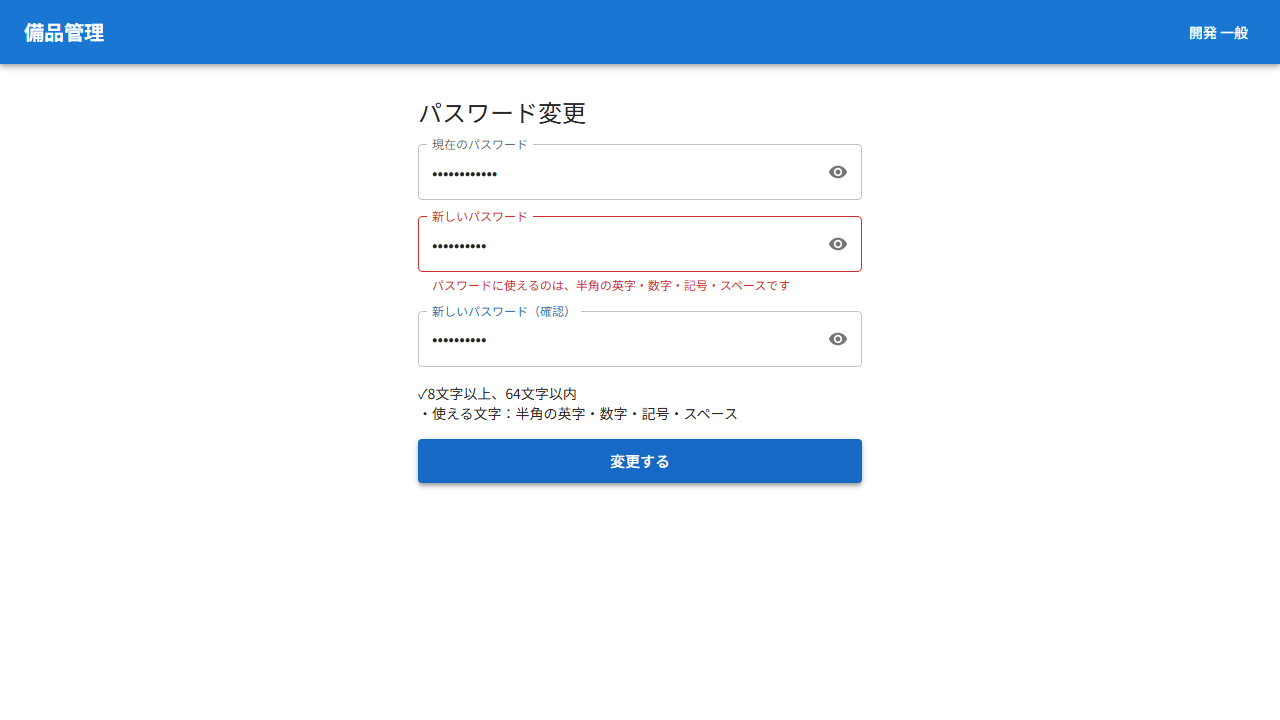 備品管理
開発 一般
パスワード変更
現在のパスワード
••••••••••••
新しいパスワード
••••••••••
パスワードに使えるのは、半角の英字・数字・記号・スペースです
新しいパスワード（確認）
••••••••••
✓8文字以上、64文字以内
・使える文字：半角の英字・数字・記号・スペース
変更する